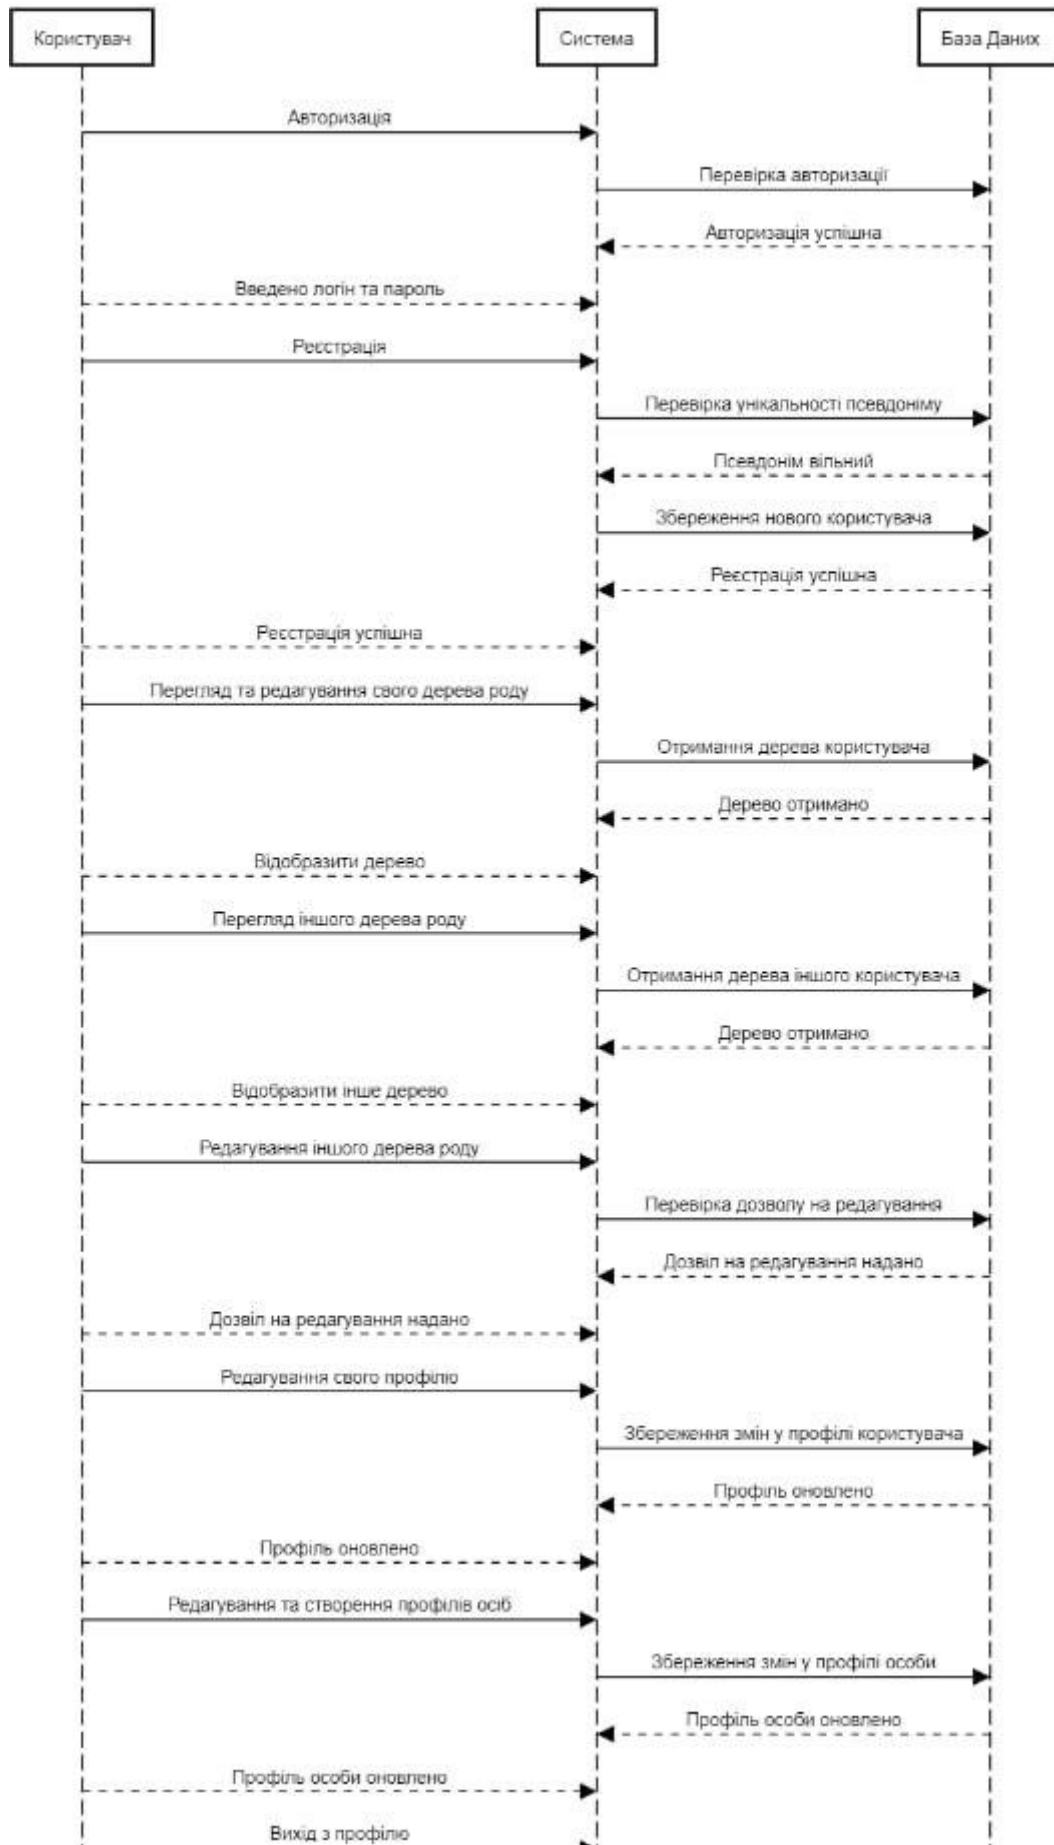 Користувач
Система
База Даних
Авторизація
Перевірка авторизації
Авторизація успішна
Введено логін та пароль
Реєстрація
Перевірка унікальності псевдоніму
Псевдонім вільний
Збереження нового користувача
Реєстрація успішна
Реєстрація успішна
Перегляд та редагування свого дерева роду
Отримання дерева користувача
Дерево отримано
Відобразити дерево
Перегляд іншого дерева роду
Отримання дерева іншого користувача
Дерево отримано
Відобразити інше дерево
Редагування іншого дерева роду
Перевірка дозволу на редагування
Дозвіл на редагування надано
Дозвіл на редагування надано
Редагування свого профілю
Збереження змін у профілі користувача
Профіль оновлено
Профіль оновлено
Редагування та створення профілів осіб
Збереження змін у профілі особи
Профіль особи оновлено
Профіль особи оновлено
Вихід з профілю